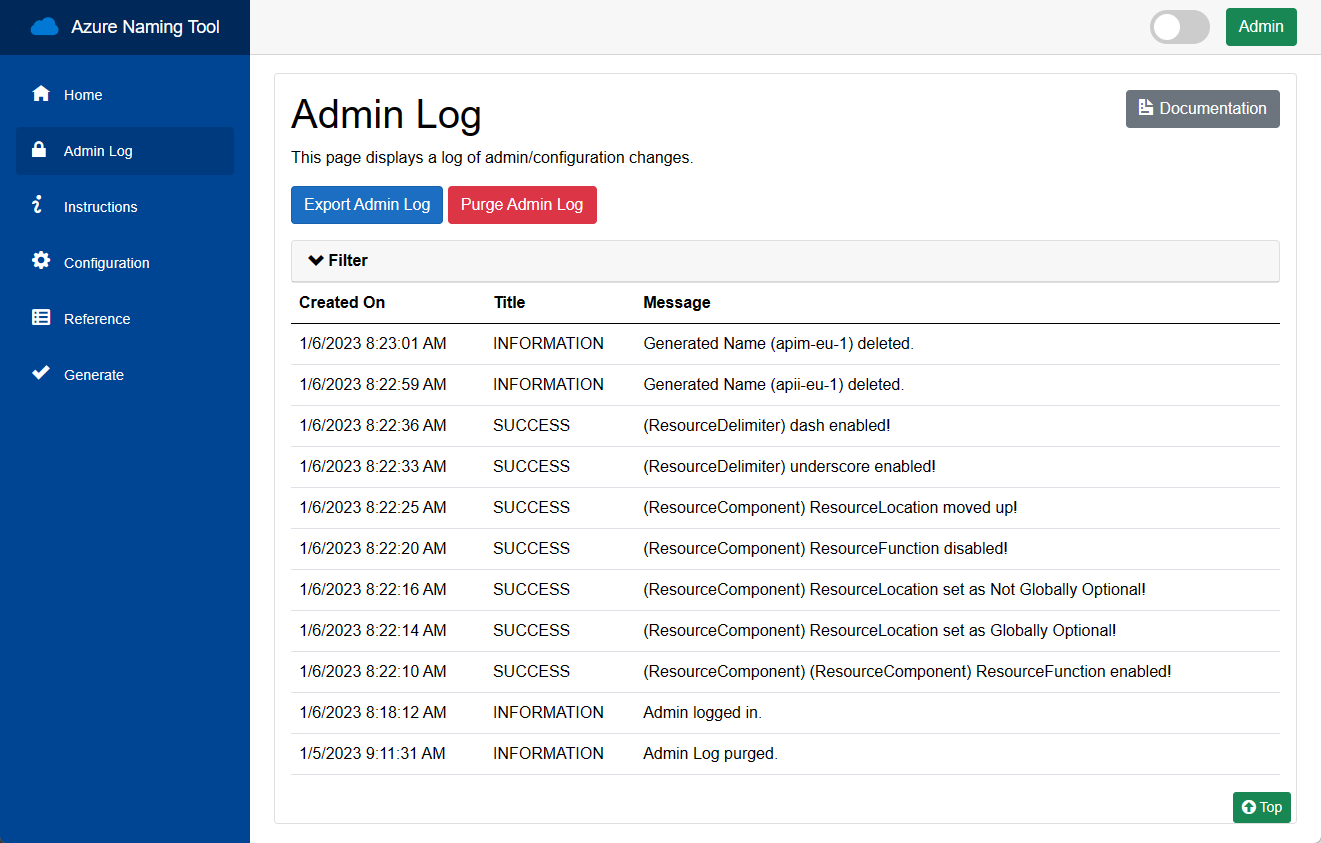 Azure Naming Tool
Admin
Home
Admin Log
Instructions
Configuration
Reference
Generate
Admin Log
Documentation
This page displays a log of admin/configuration changes.
Export Admin Log Purge Admin Log
Filter
Created On Title Message
1/6/2023 8:23:01 AM INFORMATION Generated Name (apim-eu-1) deleted.
1/6/2023 8:22:59 AM INFORMATION Generated Name (apii-eu-1) deleted.
1/6/2023 8:22:36 AM SUCCESS (ResourceDelimiter) dash enabled!
1/6/2023 8:22:33 AM SUCCESS (ResourceDelimiter) underscore enabled!
1/6/2023 8:22:25 AM SUCCESS (ResourceComponent) ResourceLocation moved up!
1/6/2023 8:22:20 AM SUCCESS (ResourceComponent) ResourceFunction disabled!
1/6/2023 8:22:16 AM SUCCESS (ResourceComponent) ResourceLocation set as Not Globally Optional!
1/6/2023 8:22:14 AM SUCCESS (ResourceComponent) ResourceLocation set as Globally Optional!
1/6/2023 8:22:10 AM SUCCESS (ResourceComponent) (ResourceComponent) ResourceFunction enabled!
1/6/2023 8:18:12 AM INFORMATION Admin logged in.
1/5/2023 9:11:31 AM INFORMATION Admin Log purged.
Top